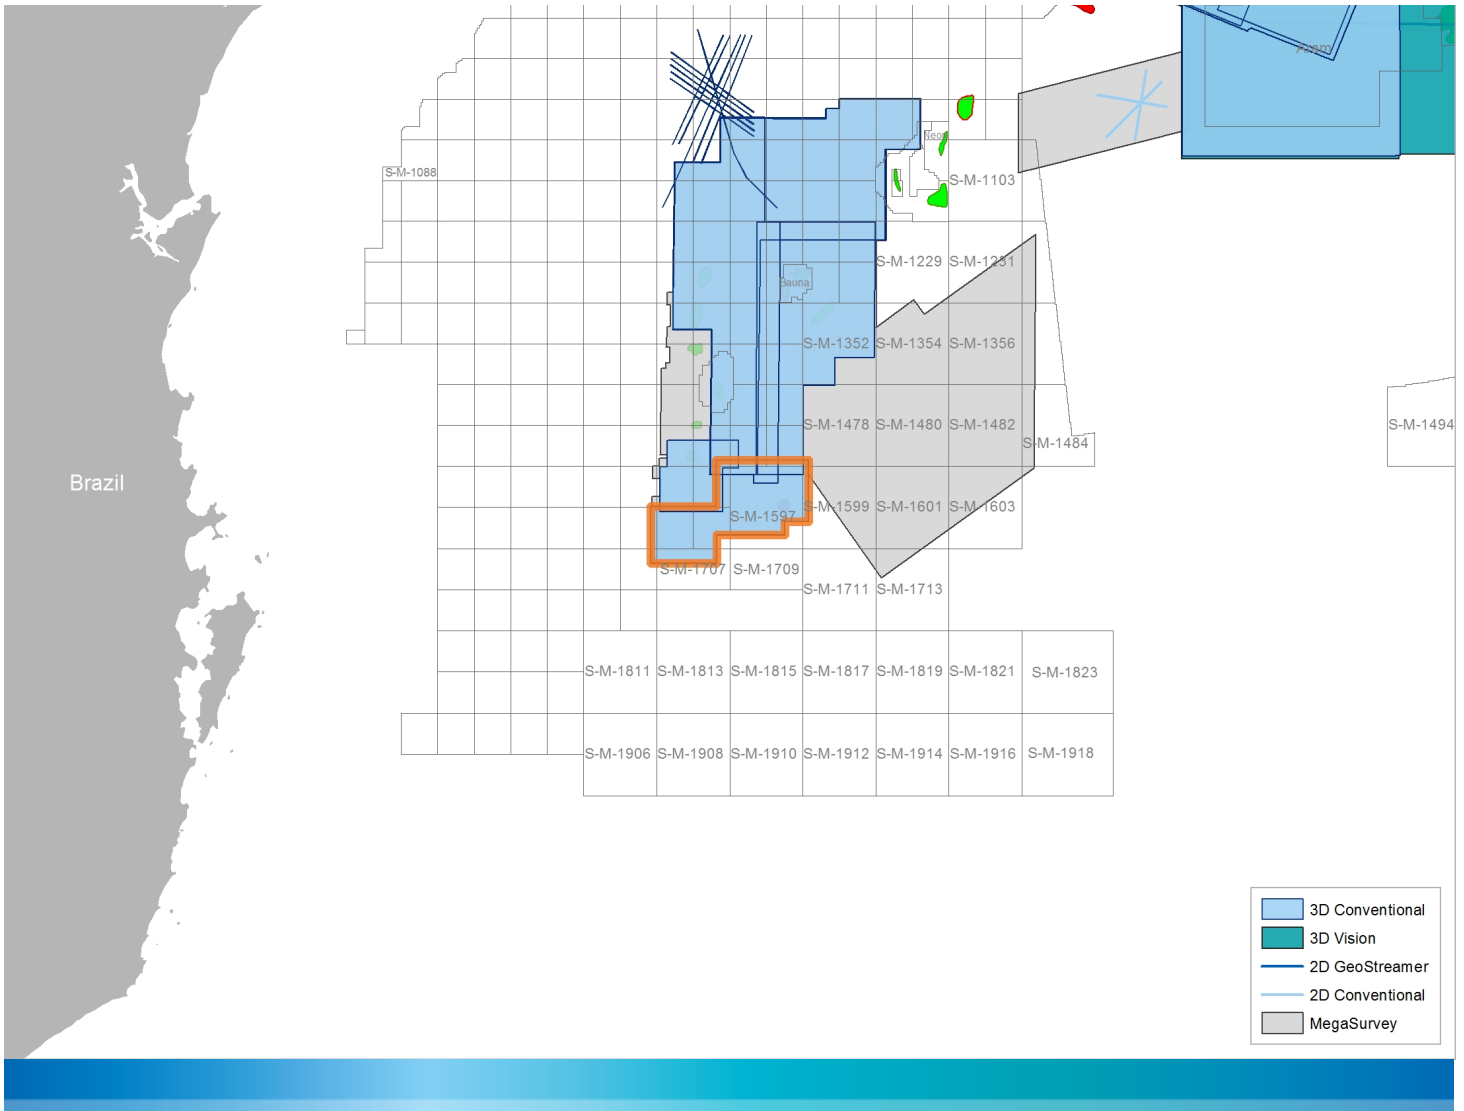 Aram
Neon
S-M-1088
S-M-1103
S-M-1229 S-M-1231
Bauna
S-M-1352 S-M-1354 S-M-1356
S-M-1478 S-M-1480 S-M-1482
S-M-1494
S-M-1484
Brazil
S-M-1597 S-M-1599 S-M-1601 S-M-1603
S-M-1707 S-M-1709
S-M-1711 S-M-1713
S-M-1811 S-M-1813 S-M-1815 S-M-1817 S-M-1819 S-M-1821 S-M-1823
S-M-1906 S-M-1908 S-M-1910 S-M-1912 S-M-1914 S-M-1916 S-M-1918
3D Conventional
3D Vision
2D GeoStreamer
2D Conventional
MegaSurvey